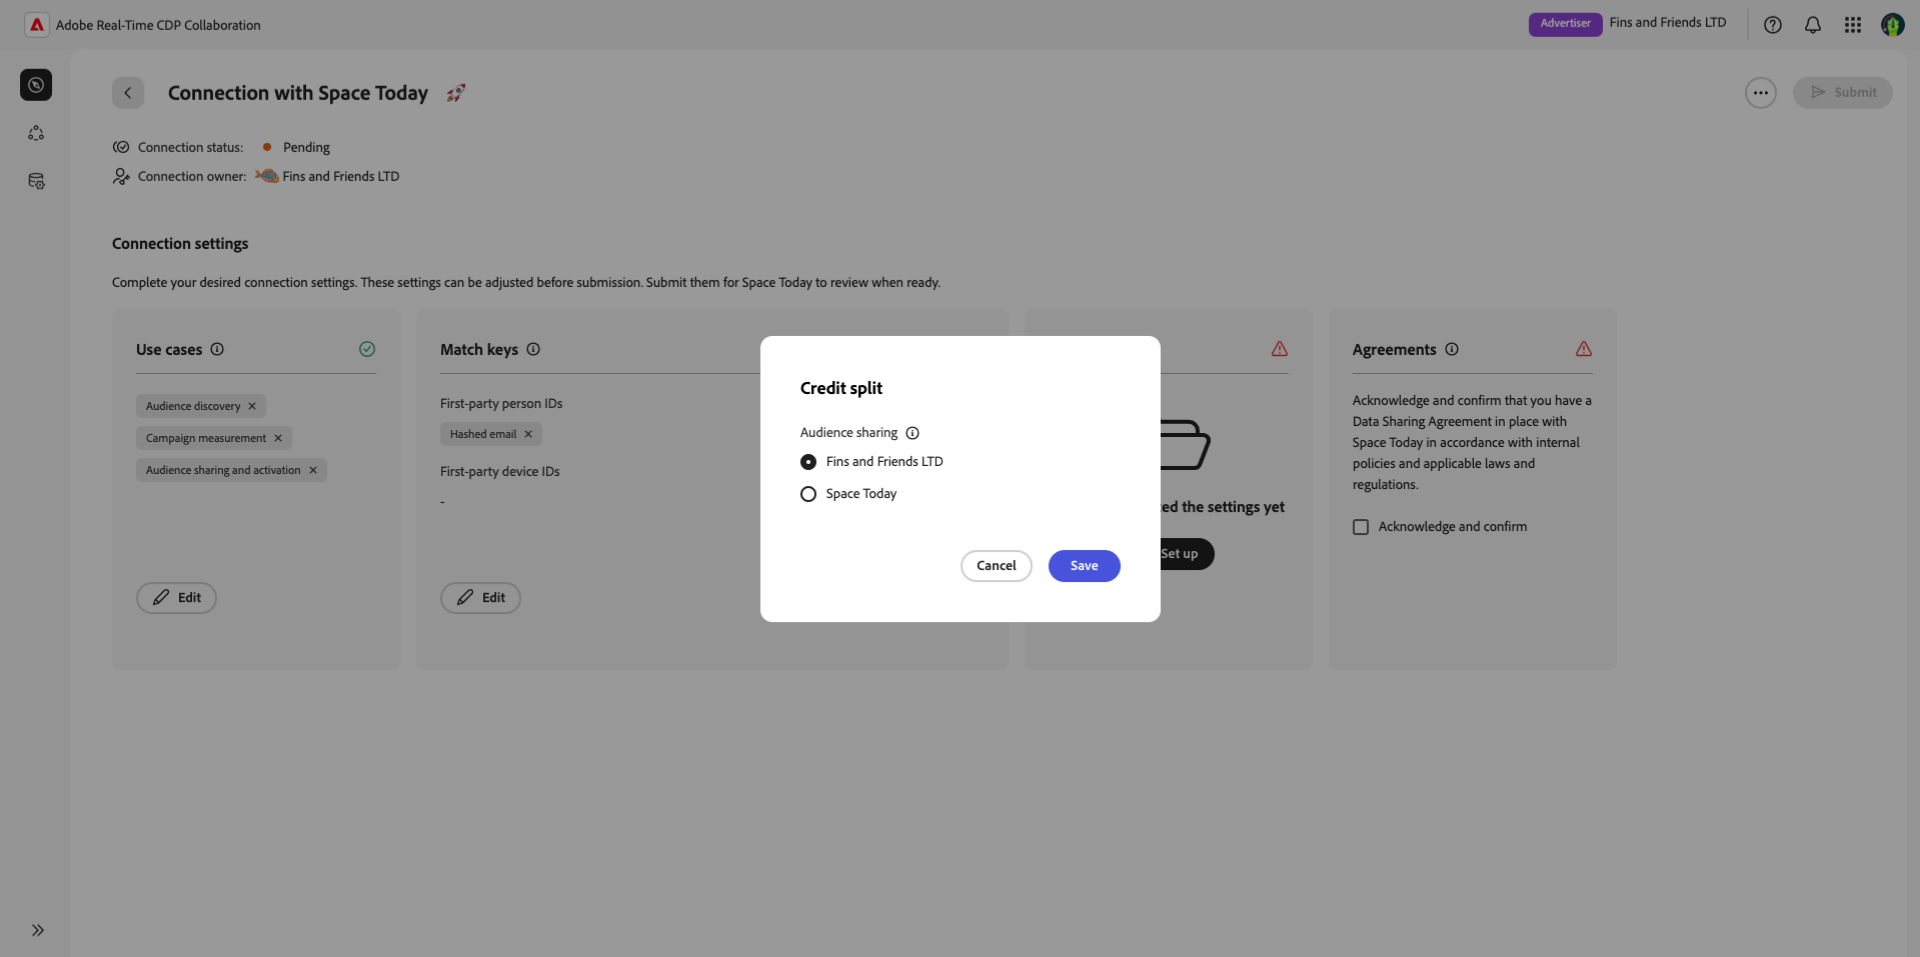 Adobe Real-Time CDP Collaboration
Advertiser
Fins and Friends LTD
Connection with Space Today
Submit
Connection status:
Pending
Connection owner:
Fins and Friends LTD
Connection settings
Complete your desired connection settings. These settings can be adjusted before submission. Submit them for Space Today to review when ready.
Use cases
Audience discovery
Campaign measurement
Audience sharing and activation
Edit
Match keys
First-party person IDs
Hashed email
First-party device IDs
-
Edit
Credit split
Audience sharing
Fins and Friends LTD
Space Today
Cancel
Save
the settings yet
Set up
Agreements
Acknowledge and confirm that you have a
Data Sharing Agreement in place with
Space Today in accordance with internal
policies and applicable laws and
regulations.
Acknowledge and confirm